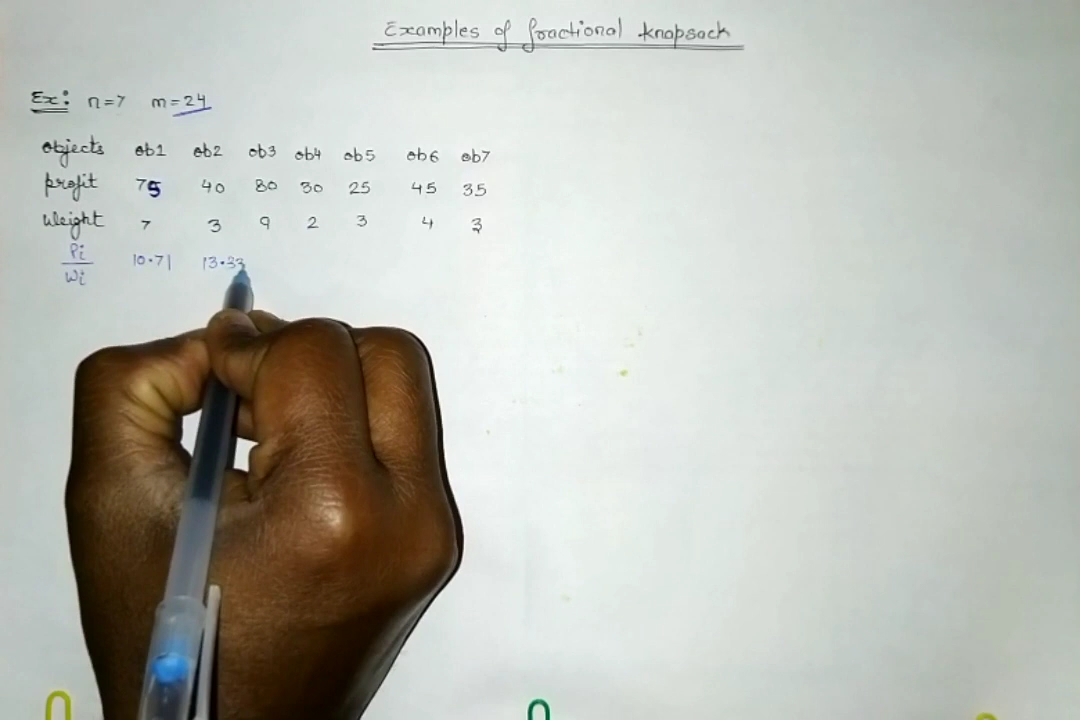 Examples of fractional knapsack
Ex: n=7 m=24
objects ob1 ob2 ob3 ob4 ob5 ob6 ob7
profit 75 40 80 30 25 45 35
Weight 7 3 9 2 3 4 3
Pi/Wi 10.71 13.33